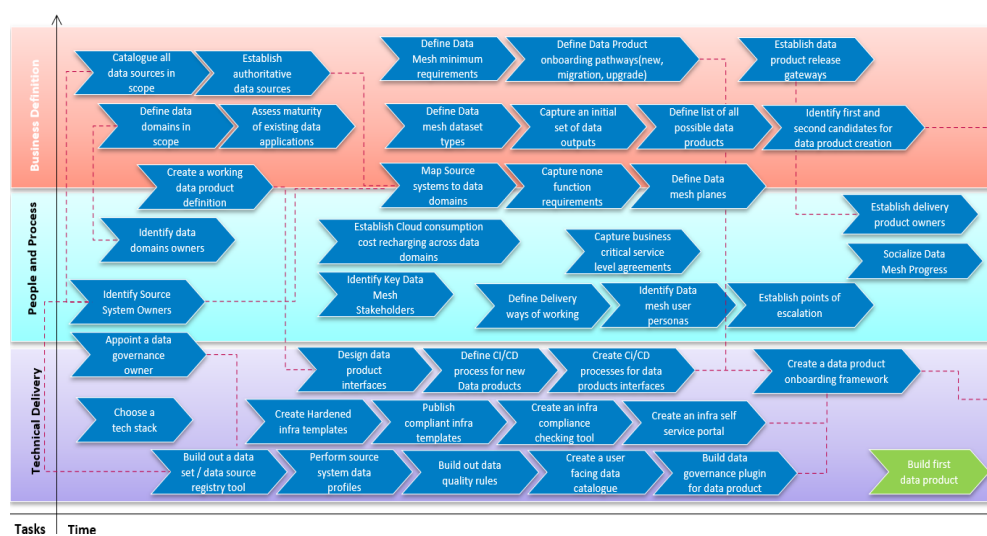 Business Definition
Catalogue all
data sources in
scope
Establish
authoritative
data sources
Define Data
Mesh minimum
requirements
Define Data Product
onboarding pathways(new,
migration, upgrade)
Establish data
product release
gateways
Define data
domains in
scope
Assess maturity
of existing data
applications
Define Data
mesh dataset
types
Capture an initial
set of data
outputs
Define list of all
possible data
products
Identify first and
second candidates for
data product creation
Create a working
data product
definition
Map Source
systems to data
domains
Capture none
function
requirements
Define Data
mesh planes
People and Process
Identify data
domains owners
Establish Cloud consumption
cost recharging across data
domains
Capture business
critical service
level agreements
Establish delivery
product owners
Socialize Data
Mesh Progress
Identify Source
System Owners
Identify Key Data
Mesh
Stakeholders
Define Delivery
ways of working
Identify Data
mesh user
personas
Establish points of
escalation
Technical Delivery
Appoint a data
governance
owner
Design data
product
interfaces
Define CI/CD
process for new
Data products
Create CI/CD
processes for data
products interfaces
Create a data product
onboarding framework
Choose a
tech stack
Create Hardened
infra templates
Publish
compliant infra
templates
Create an infra
compliance
checking tool
Create an infra self
service portal
Build out a data
set / data source
registry tool
Perform source
system data
profiles
Build out data
quality rules
Create a user
facing data
catalogue
Build data
governance plugin
for data product
Build first
data product
Tasks
Time